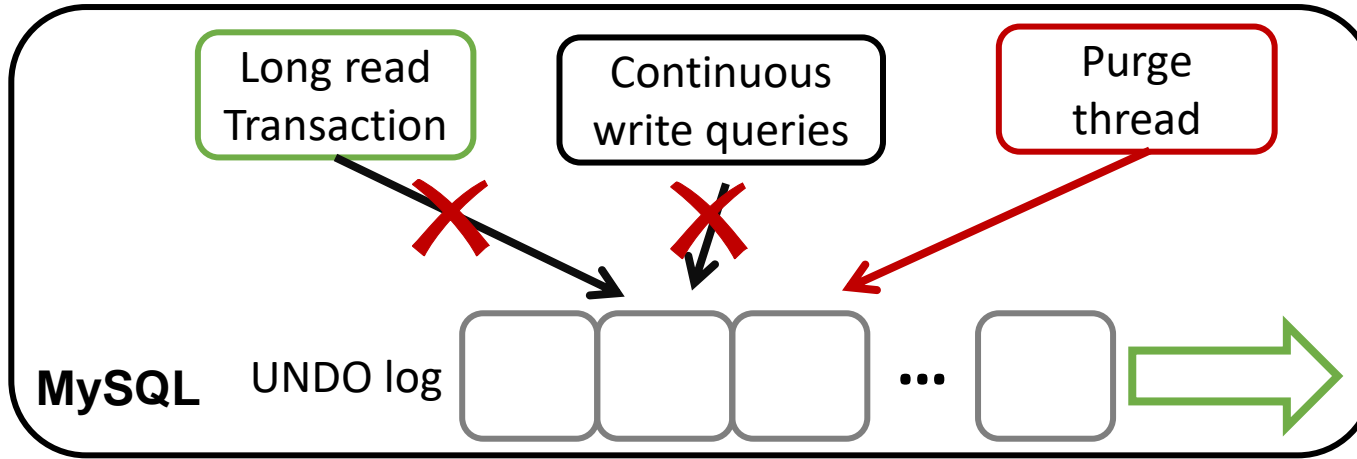 Long read
Transaction
Continuous
write queries
Purge
thread
MySQL
UNDO log
...